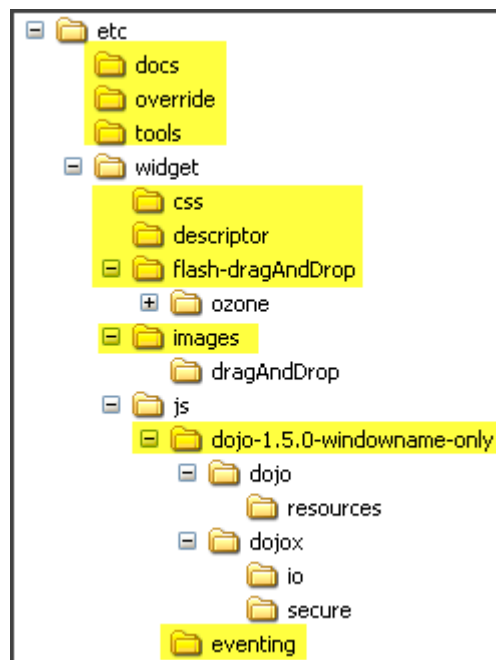 etc
docs
override
tools
widget
css
descriptor
flash-dragAndDrop
ozone
images
dragAndDrop
js
dojo-1.5.0-windowname-only
dojo
resources
dojox
io
secure
eventing